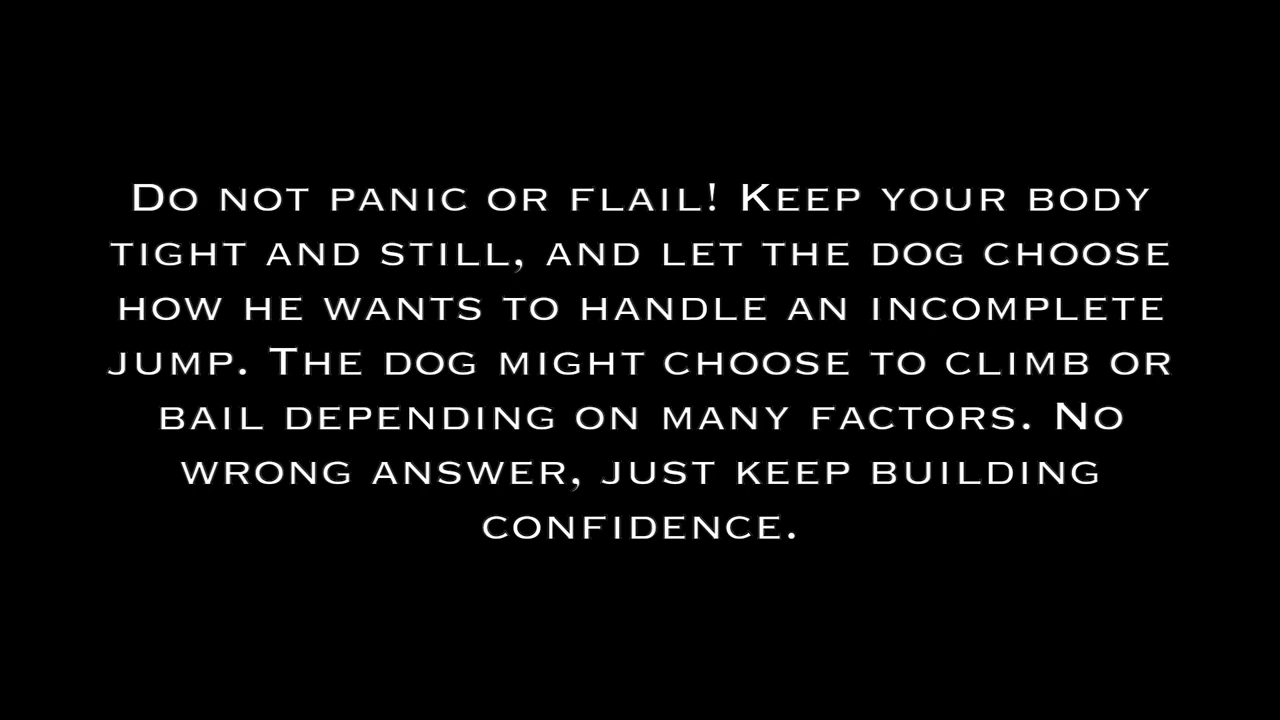 Do not panic or flail! Keep your body
tight and still, and let the dog choose
how he wants to handle an incomplete
jump. The dog might choose to climb or
bail depending on many factors. No
wrong answer, just keep building
confidence.